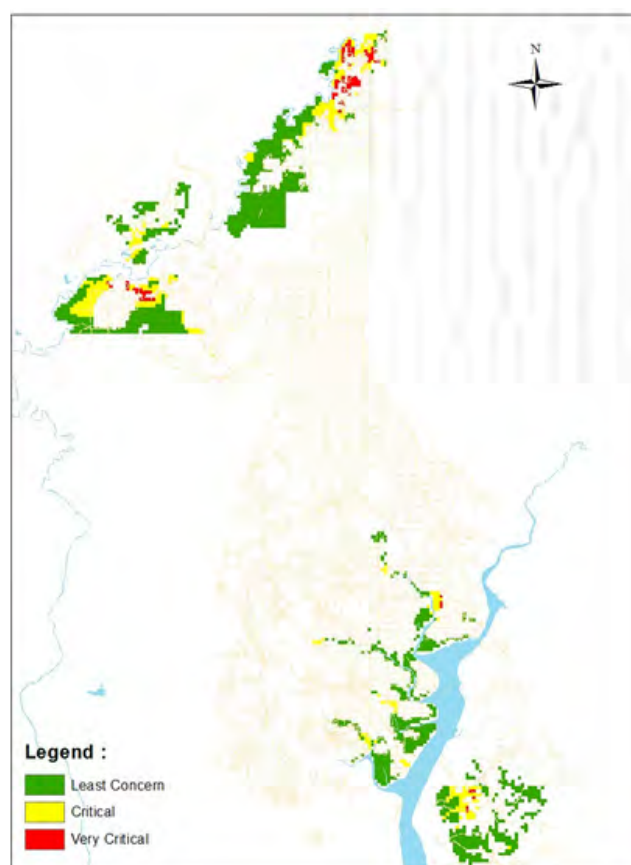 N
Legend :
Least Concern
Critical
Very Critical